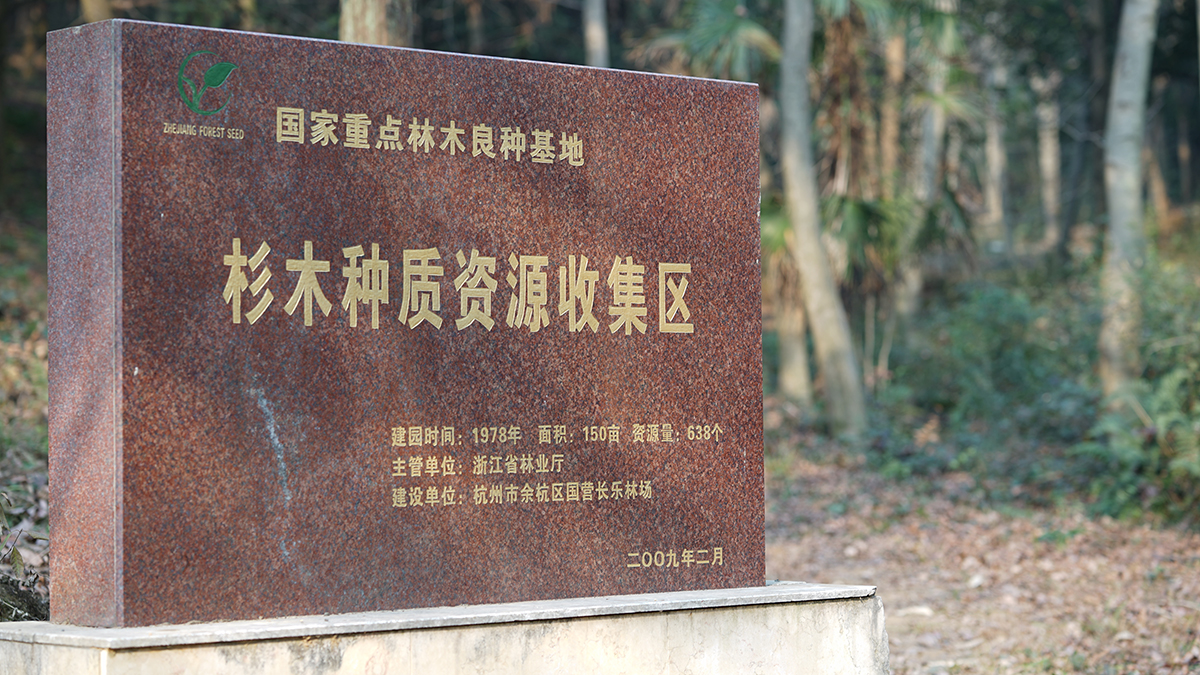 ZHEJIANG FOREST SEED
国家重点林木良种基地
杉木种质资源收集区
建园时间：1978年 面积：150亩 资源量：638个
主管单位：浙江省林业厅
建设单位：杭州市余杭区国营长乐林场
二〇〇九年二月